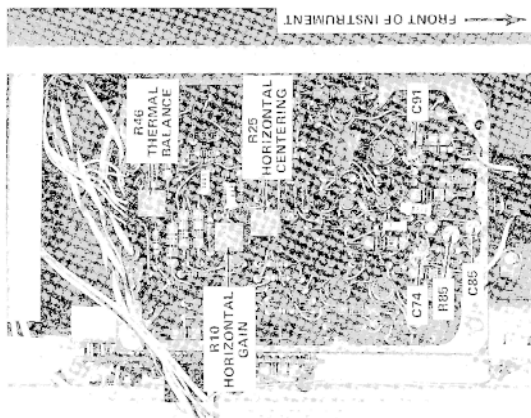 FRONT OF INSTRUMENT
R46
THERMAL
BALANCE
R25
HORIZONTAL
CENTERING
C91
R10
HORIZONTAL
GAIN
C74
R85
C85